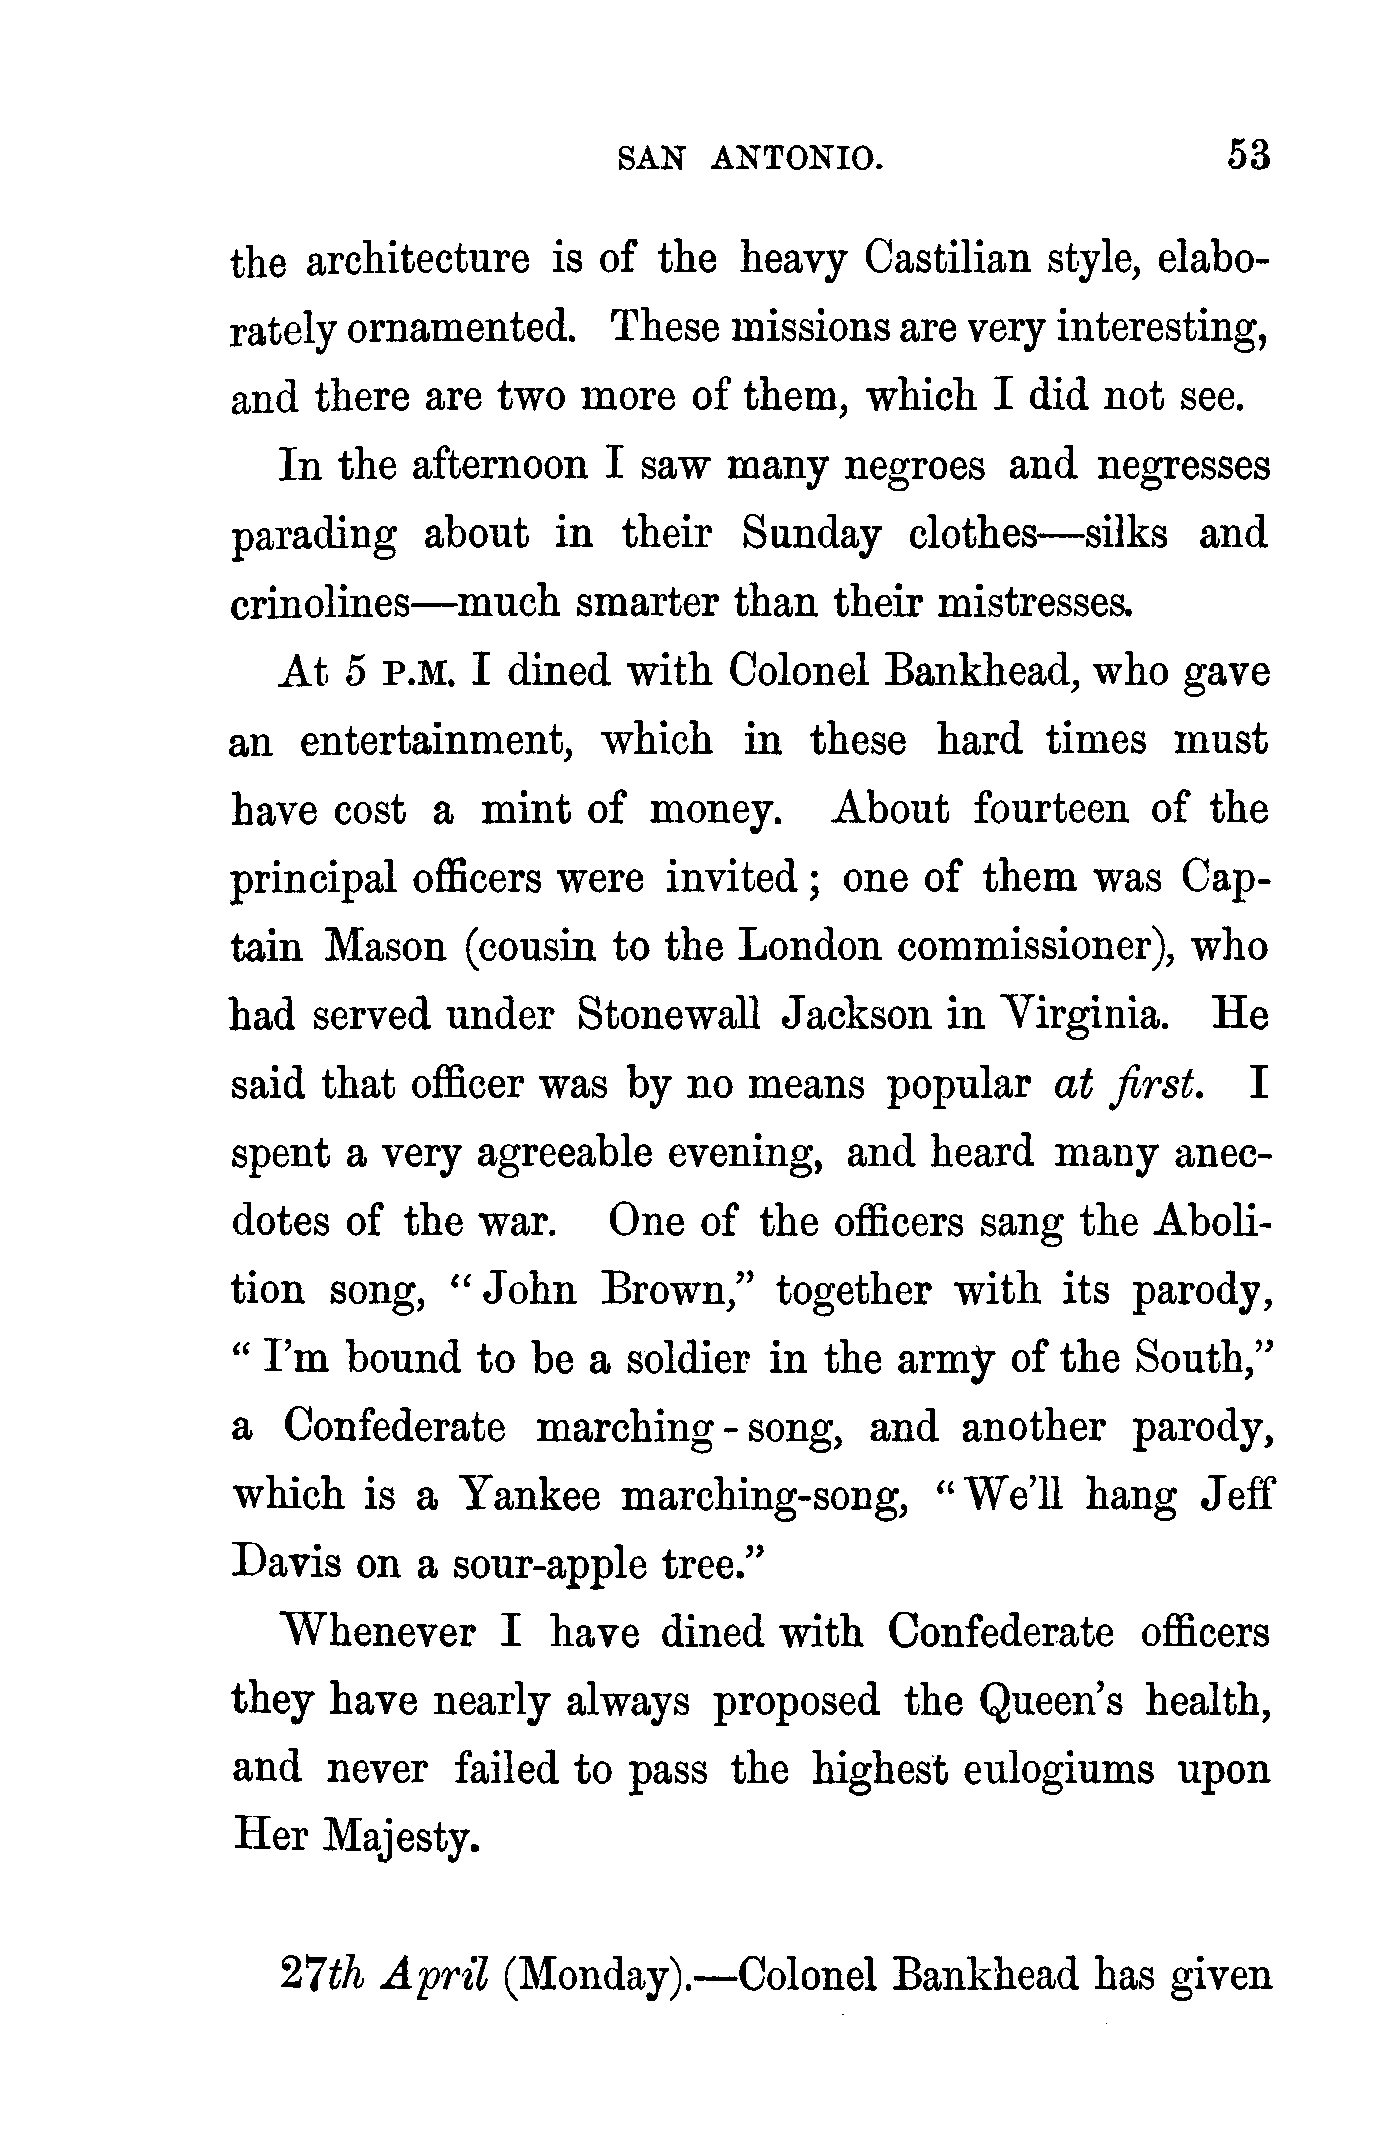 SAN ANTONIO. 53
the architecture is of the heavy Castilian style, elabo-
rately ornamented. These missions are very interesting,
and there are two more of them, which I did not see.
In the afternoon I saw many negroes and negresses
parading about in their Sunday clothes—silks and
crinolines—much smarter than their mistresses.
At 5 P.M. I dined with Colonel Bankhead, who gave
an entertainment, which in these hard times must
have cost a mint of money. About fourteen of the
principal officers were invited; one of them was Cap-
tain Mason (cousin to the London commissioner), who
had served under Stonewall Jackson in Virginia. He
said that officer was by no means popular at first. I
spent a very agreeable evening, and heard many anec-
dotes of the war. One of the officers sang the Aboli-
tion song, “John Brown,” together with its parody,
“I’m bound to be a soldier in the army of the South,”
a Confederate marching-song, and another parody,
which is a Yankee marching-song, “We’ll hang Jeff
Davis on a sour-apple tree.”
Whenever I have dined with Confederate officers
they have nearly always proposed the Queen’s health,
and never failed to pass the highest eulogiums upon
Her Majesty.
27th April (Monday).—Colonel Bankhead has given